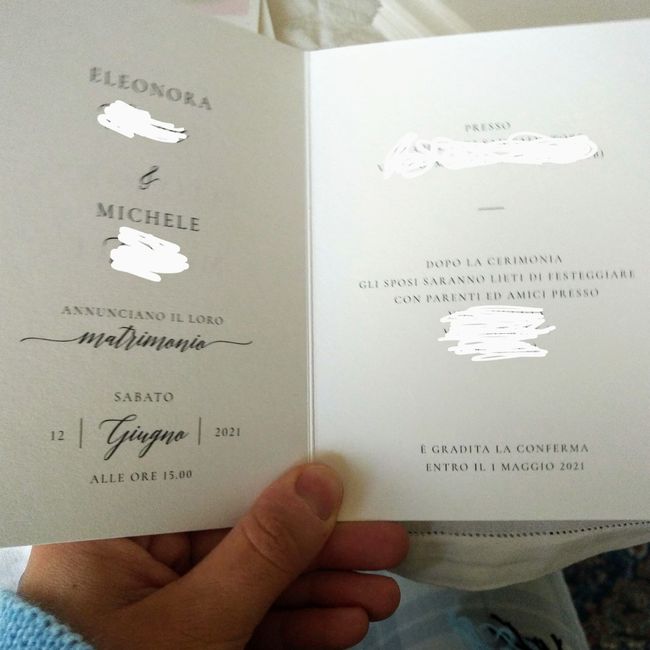 ELEONORA
&
MICHELE
ANNUNCIANO IL LORO
matrimonio
SABATO
12 | Giugno | 2021
ALLE ORE 15.00
PRESSO
DOPO LA CERIMONIA
GLI SPOSI SARANNO LIETI DI FESTEGGIARE
CON PARENTI ED AMICI PRESSO
È GRADITA LA CONFERMA
ENTRO IL 1 MAGGIO 2021